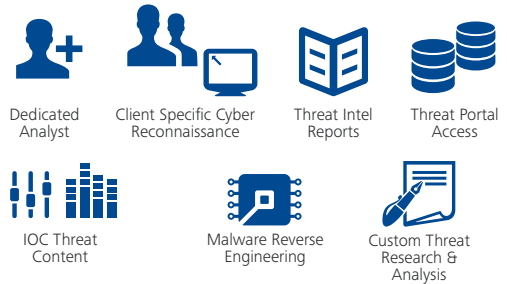 Dedicated
Analyst
Client Specific Cyber
Reconnaissance
Threat Intel
Reports
Threat Portal
Access
IOC Threat
Content
Malware Reverse
Engineering
Custom Threat
Research &
Analysis